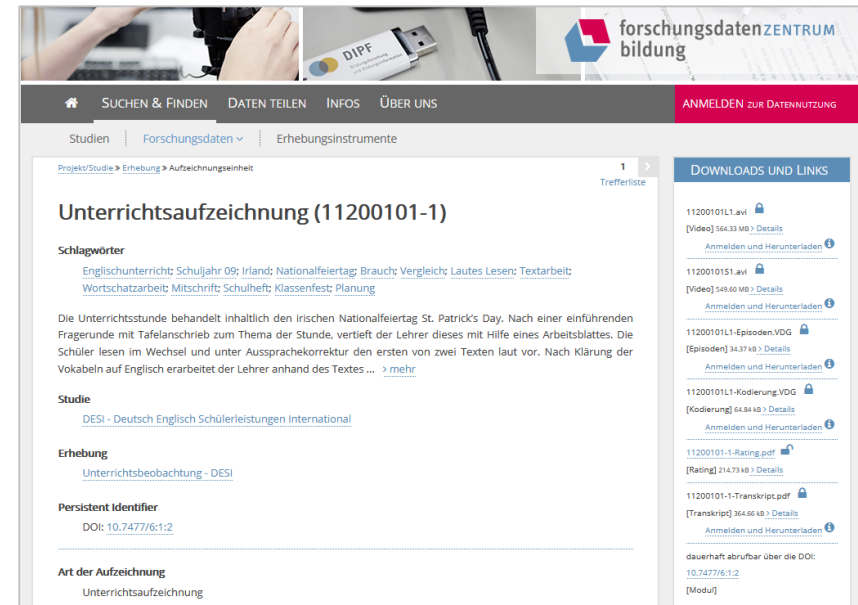 DIPF
Bildungsforschung
und Bildungsinformation
forschungsdatenZENTRUM
bildung
SUCHEN & FINDEN DATEN TEILEN INFOS ÜBER UNS
ANMELDEN ZUR DATENNUTZUNG
Studien Forschungsdaten Erhebungsinstrumente
Projekt/Studie » Erhebung » Aufzeichnungseinheit
1 >
Trefferliste
Unterrichtsaufzeichnung (11200101-1)
Schlagwörter
Englischunterricht; Schuljahr 09; Irland; Nationalfeiertag; Brauch; Vergleich; Lautes Lesen; Textarbeit;
Wortschatzarbeit; Mitschrift; Schulheft; Klassenfest; Planung
Die Unterrichtsstunde behandelt inhaltlich den irischen Nationalfeiertag St. Patrick's Day. Nach einer einführenden
Fragerunde mit Tafelanschrieb zum Thema der Stunde, vertieft der Lehrer dieses mit Hilfe eines Arbeitsblattes. Die
Schüler lesen im Wechsel und unter Aussprachekorrektur den ersten von zwei Texten laut vor. Nach Klärung der
Vokabeln auf Englisch erarbeitet der Lehrer anhand des Textes ... > mehr
Studie
DESI - Deutsch Englisch Schülerleistungen International
Erhebung
Unterrichtsbeobachtung - DESI
Persistent Identifier
DOI: 10.7477/6:1:2
Art der Aufzeichnung
Unterrichtsaufzeichnung
DOWNLOADS UND LINKS
11200101L1.avi
[Video] 564.33 MB > Details
Anmelden und Herunterladen
11200101S1.avi
[Video] 549.60 MB > Details
Anmelden und Herunterladen
11200101L1-Episoden.VDG
[Episoden] 34.37 kB > Details
Anmelden und Herunterladen
11200101L1-Kodierung.VDG
[Kodierung] 64.84 kB > Details
Anmelden und Herunterladen
11200101-1-Rating.pdf
[Rating] 214.73 kB > Details
11200101-1-Transkript.pdf
[Transkript] 364.66 kB > Details
Anmelden und Herunterladen
dauerhaft abrufbar über die DOI:
10.7477/6:1:2
[Modul]